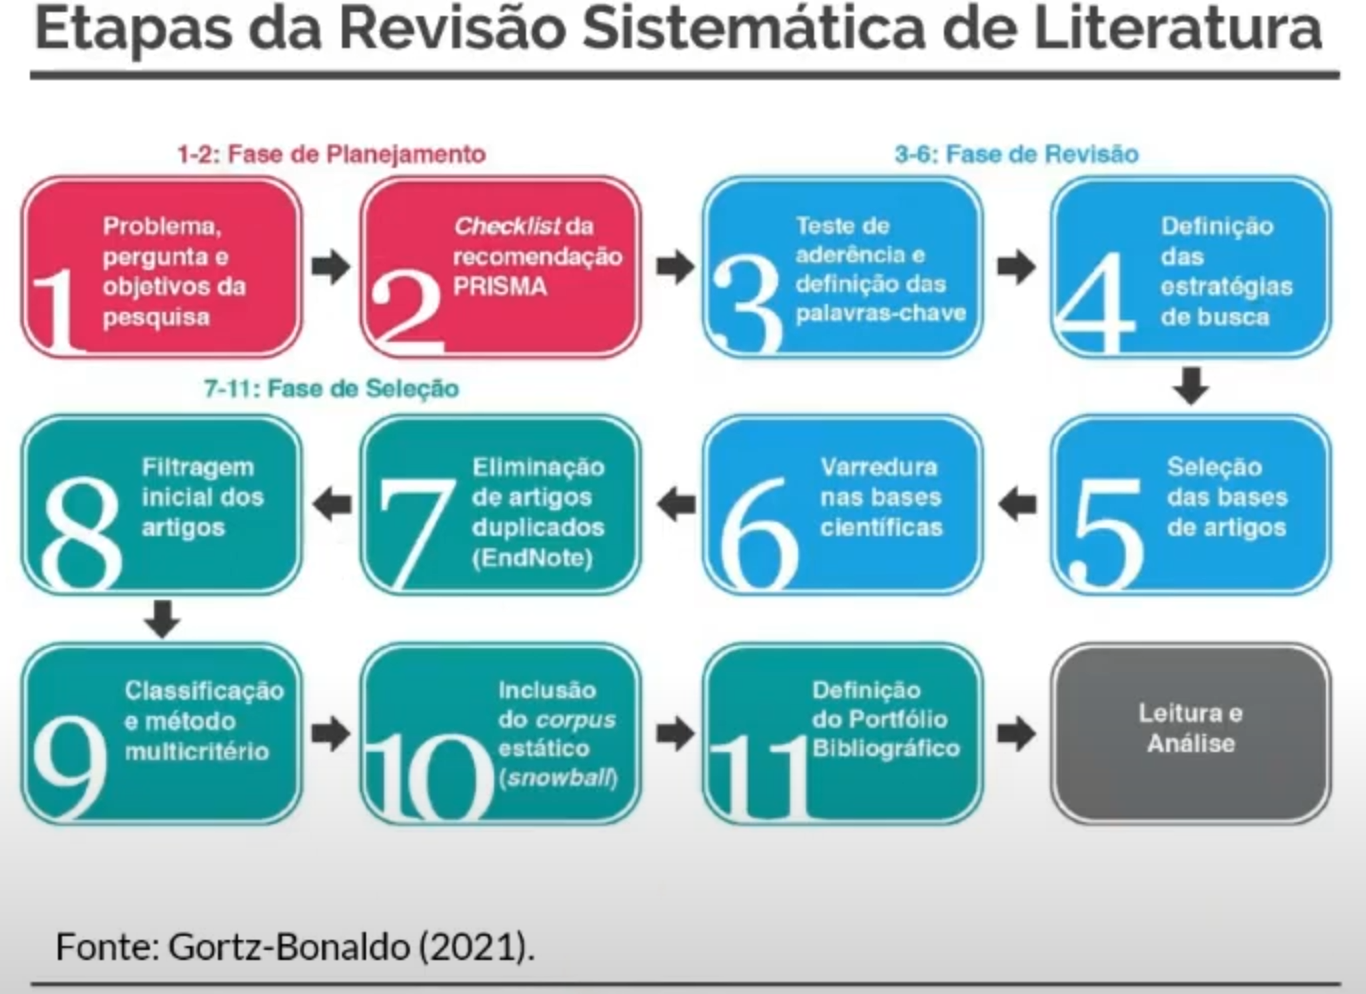 Etapas da Revisão Sistemática de Literatura
1-2: Fase de Planejamento
3-6: Fase de Revisão
1
Problema,
pergunta e
objetivos da
pesquisa
2
Checklist da
recomendação
PRISMA
3
Teste de
aderência e
definição das
palavras-chave
4
Definição
das
estratégias
de busca
5
Seleção
das bases
de artigos
6
Varredura
nas bases
científicas
7-11: Fase de Seleção
7
Eliminação
de artigos
duplicados
(EndNote)
8
Filtragem
inicial dos
artigos
9
Classificação
e método
multicritério
10
Inclusão
do corpus
estático
(snowball)
11
Definição
do Portfólio
Bibliográfico
Leitura e
Análise
Fonte: Gortz-Bonaldo (2021).